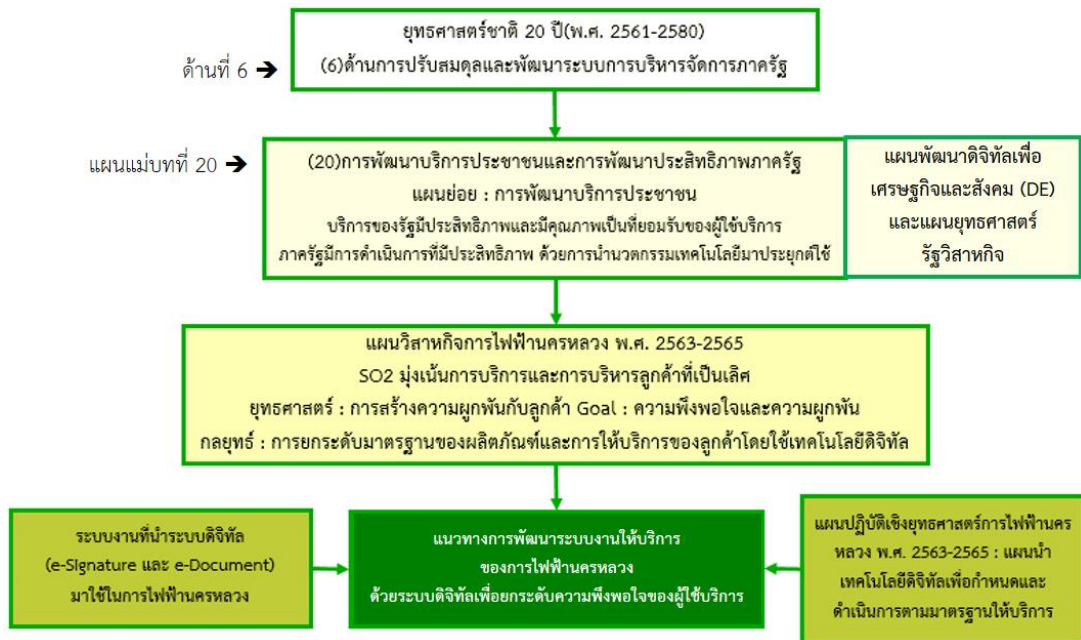 ยุทธศาสตร์ชาติ 20 ปี(พ.ศ. 2561-2580)
(6)ด้านการปรับสมดุลและพัฒนาระบบการบริหารจัดการภาครัฐ
ด้านที่ 6 ➔
แผนแม่บทที่ 20 ➔
(20)การพัฒนาบริการประชาชนและการพัฒนาประสิทธิภาพภาครัฐ
แผนย่อย : การพัฒนาบริการประชาชน
บริการของรัฐมีประสิทธิภาพและมีคุณภาพเป็นที่ยอมรับของผู้ใช้บริการ
ภาครัฐมีการดำเนินการที่มีประสิทธิภาพ ด้วยการนำนวตกรรมเทคโนโลยีมาประยุกต์ใช้
แผนพัฒนาดิจิทัลเพื่อ
เศรษฐกิจและสังคม (DE)
และแผนยุทธศาสตร์
รัฐวิสาหกิจ
แผนวิสาหกิจการไฟฟ้านครหลวง พ.ศ. 2563-2565
SO2 มุ่งเน้นการบริการและการบริหารลูกค้าที่เป็นเลิศ
ยุทธศาสตร์ : การสร้างความผูกพันกับลูกค้า Goal : ความพึงพอใจและความผูกพัน
กลยุทธ์ : การยกระดับมาตรฐานของผลิตภัณฑ์และการให้บริการของลูกค้าโดยใช้เทคโนโลยีดิจิทัล
ระบบงานที่นำระบบดิจิทัล
(e-Signature และ e-Document)
มาใช้ในการไฟฟ้านครหลวง
แนวทางการพัฒนาระบบงานให้บริการ
ของการไฟฟ้านครหลวง
ด้วยระบบดิจิทัลเพื่อยกระดับความพึงพอใจของผู้ใช้บริการ
แผนปฏิบัติเชิงยุทธศาสตร์การไฟฟ้านคร
หลวง พ.ศ. 2563-2565 : แผนนำ
เทคโนโลยีดิจิทัลเพื่อกำหนดและ
ดำเนินการตามมาตรฐานให้บริการ